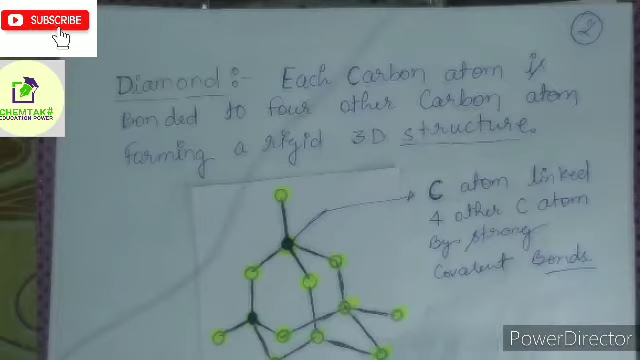 SUBSCRIBE
2
CHEMTAK#
EDUCATION POWER
Diamond :- Each Carbon atom is
Bonded to four other Carbon atom
Farming a rigid 3D structure.
C atom linked
4 other C atom
By strong
Covalent Bonds
PowerDirector